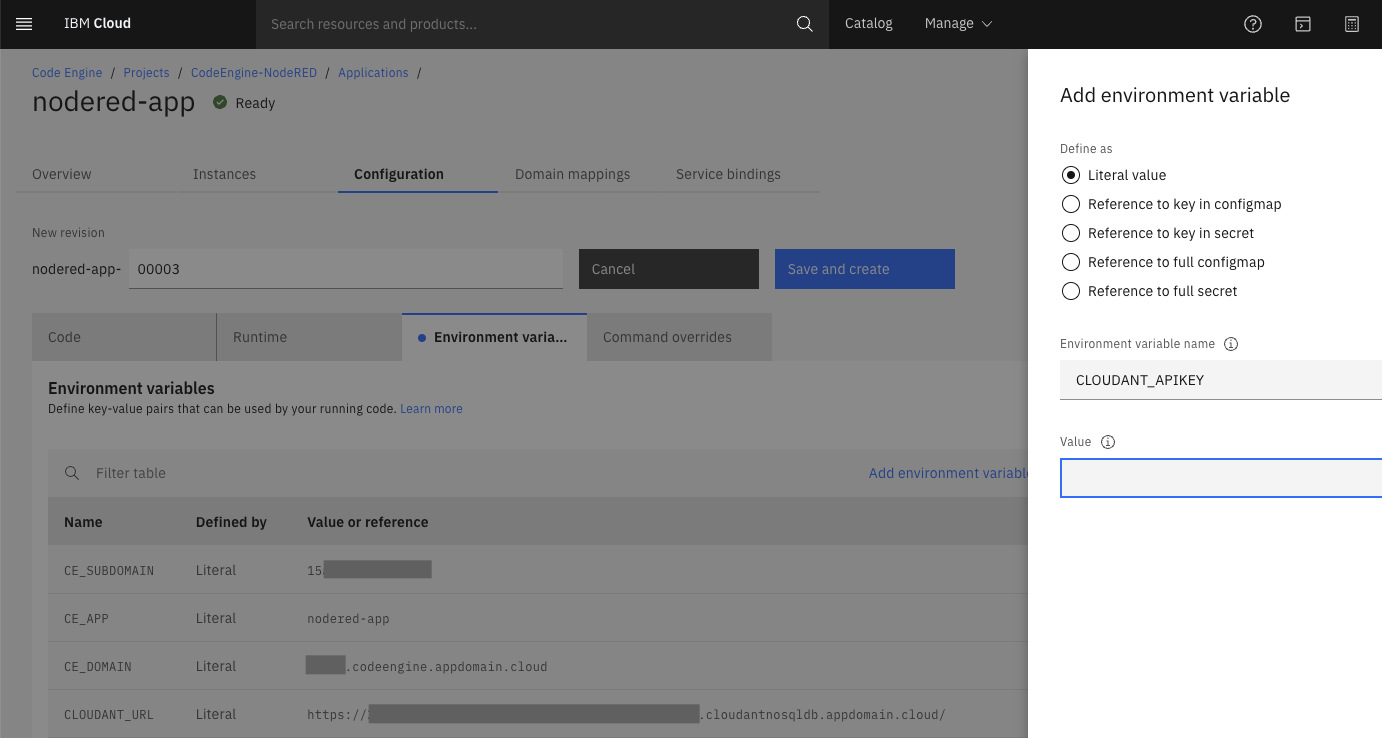 IBM Cloud
Search resources and products...
Catalog
Manage
Code Engine / Projects / CodeEngine-NodeRED / Applications /
nodered-app
Ready
Overview
Instances
Configuration
Domain mappings
Service bindings
New revision
nodered-app-
00003
Cancel
Save and create
Code
Runtime
Environment varia...
Command overrides
Environment variables
Define key-value pairs that can be used by your running code. Learn more
Filter table
Add environment variable
Name Defined by Value or reference
CE_SUBDOMAIN Literal 15
CE_APP Literal nodered-app
CE_DOMAIN Literal .codeengine.appdomain.cloud
CLOUDANT_URL Literal https:// .cloudantnosqldb.appdomain.cloud/
Add environment variable
Define as
Literal value
Reference to key in configmap
Reference to key in secret
Reference to full configmap
Reference to full secret
Environment variable name
CLOUDANT_APIKEY
Value